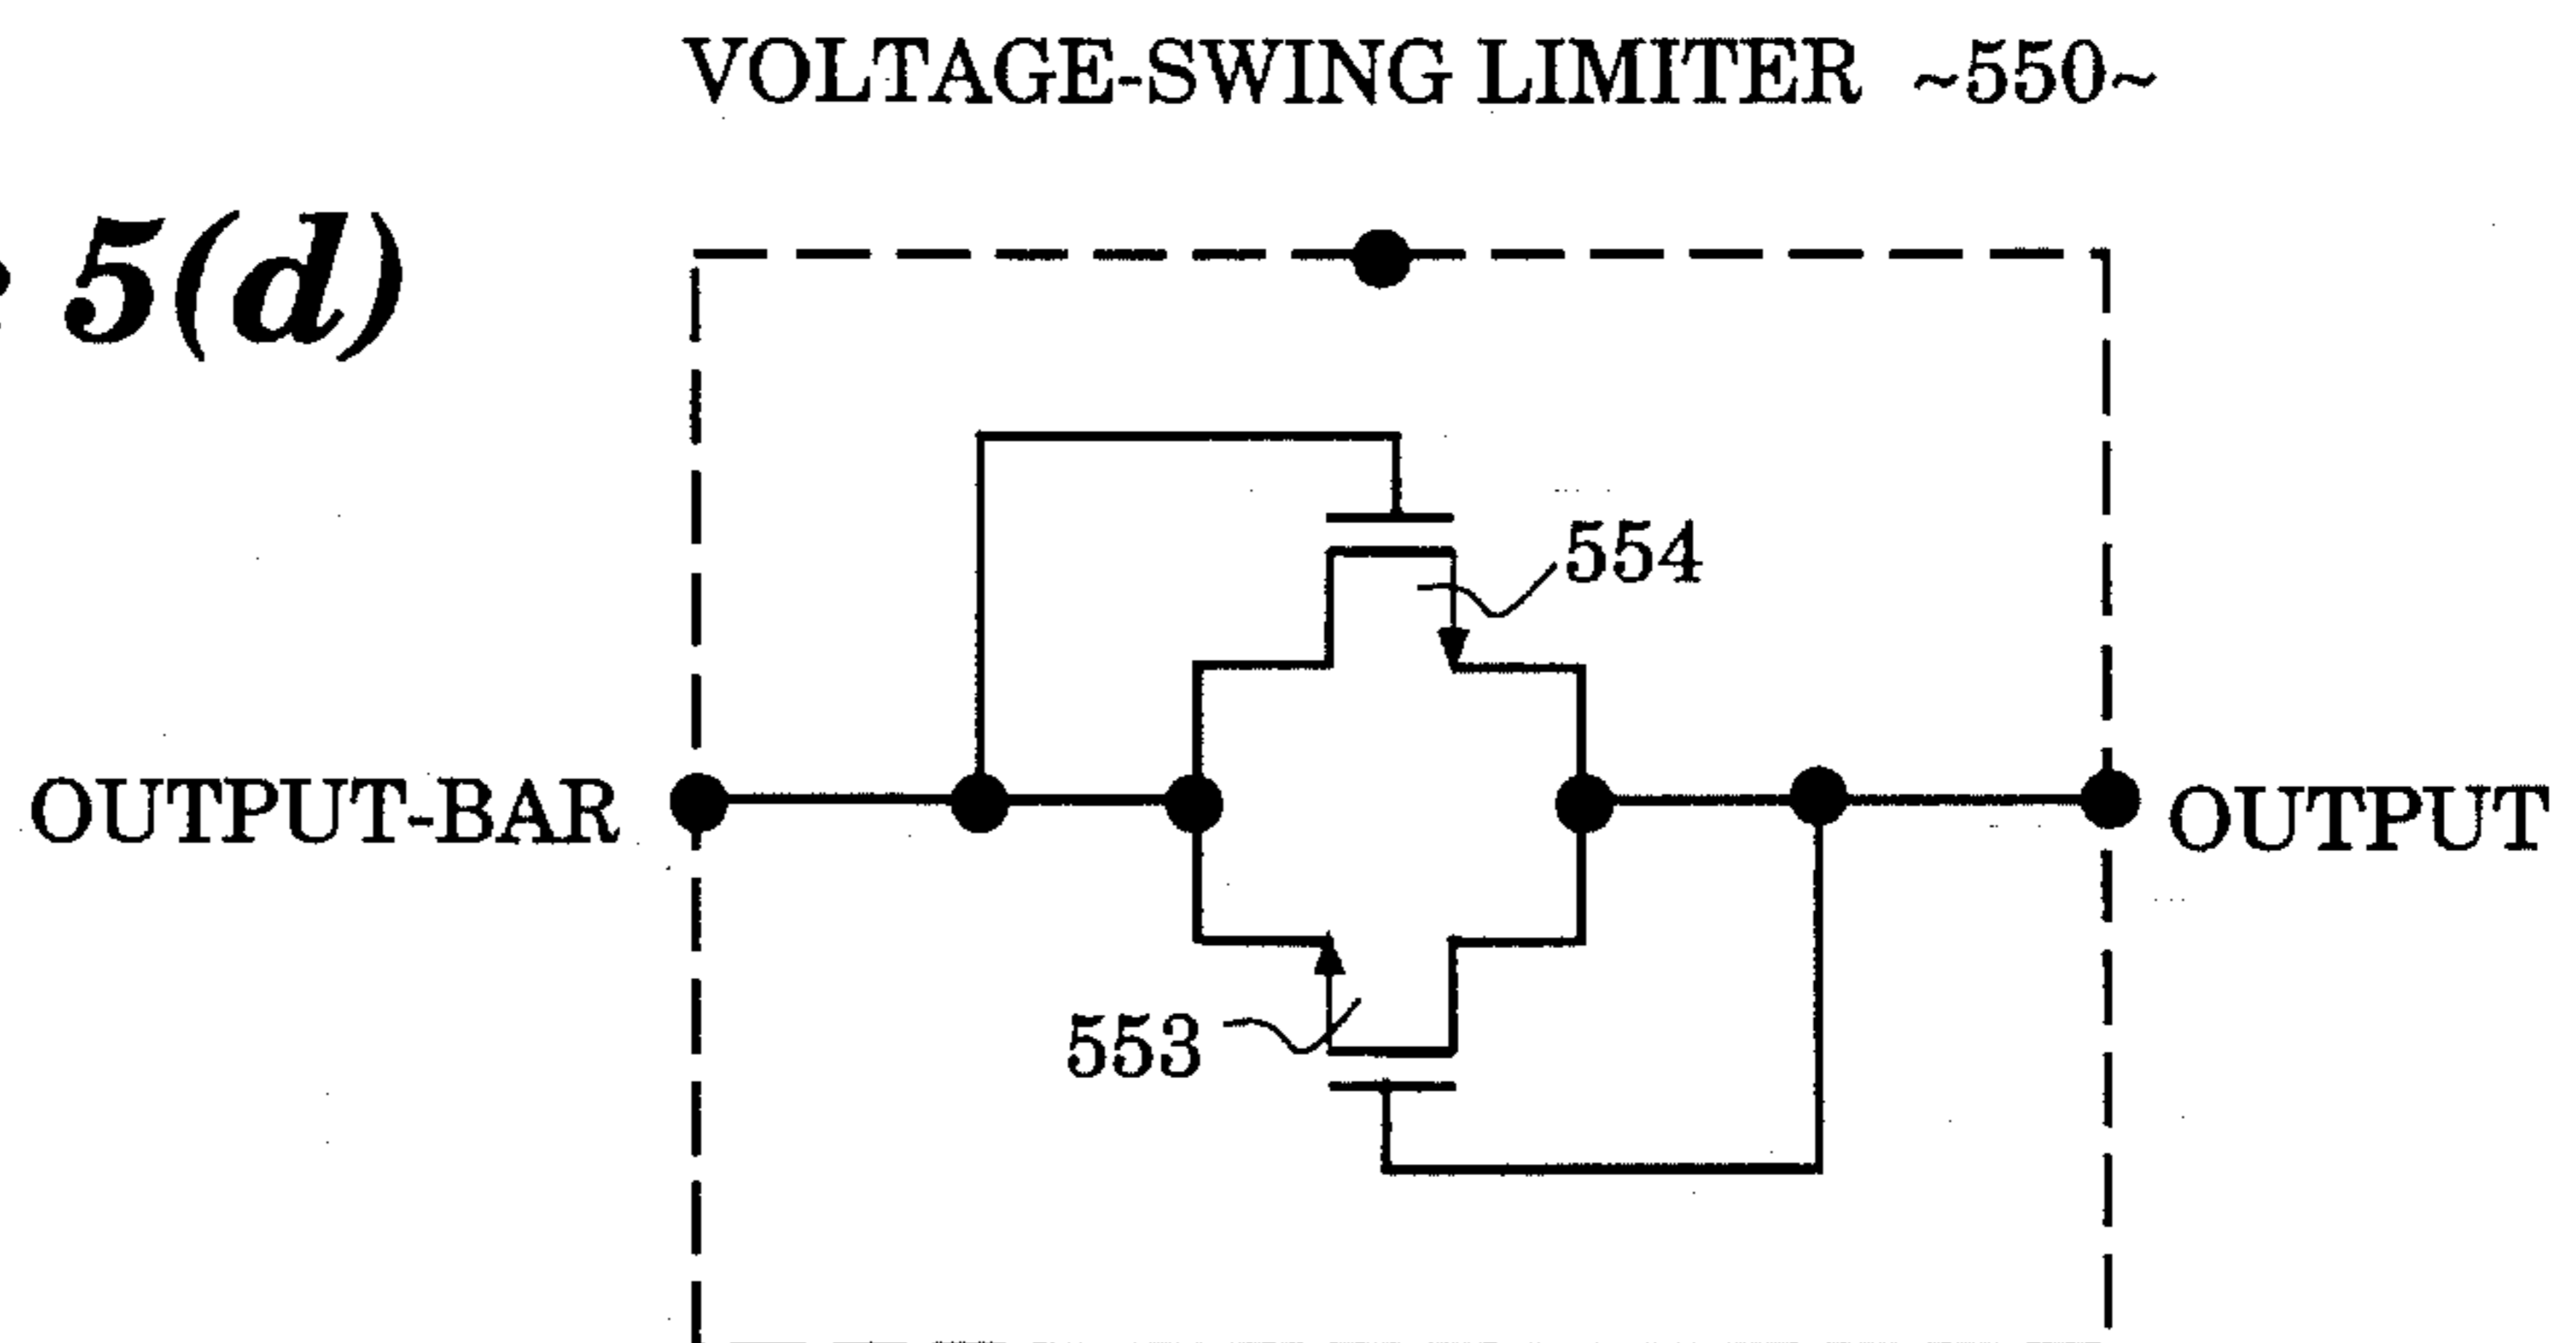 VOLTAGE-SWING LIMITER ~550~
5(d)
554
OUTPUT-BAR
OUTPUT
553